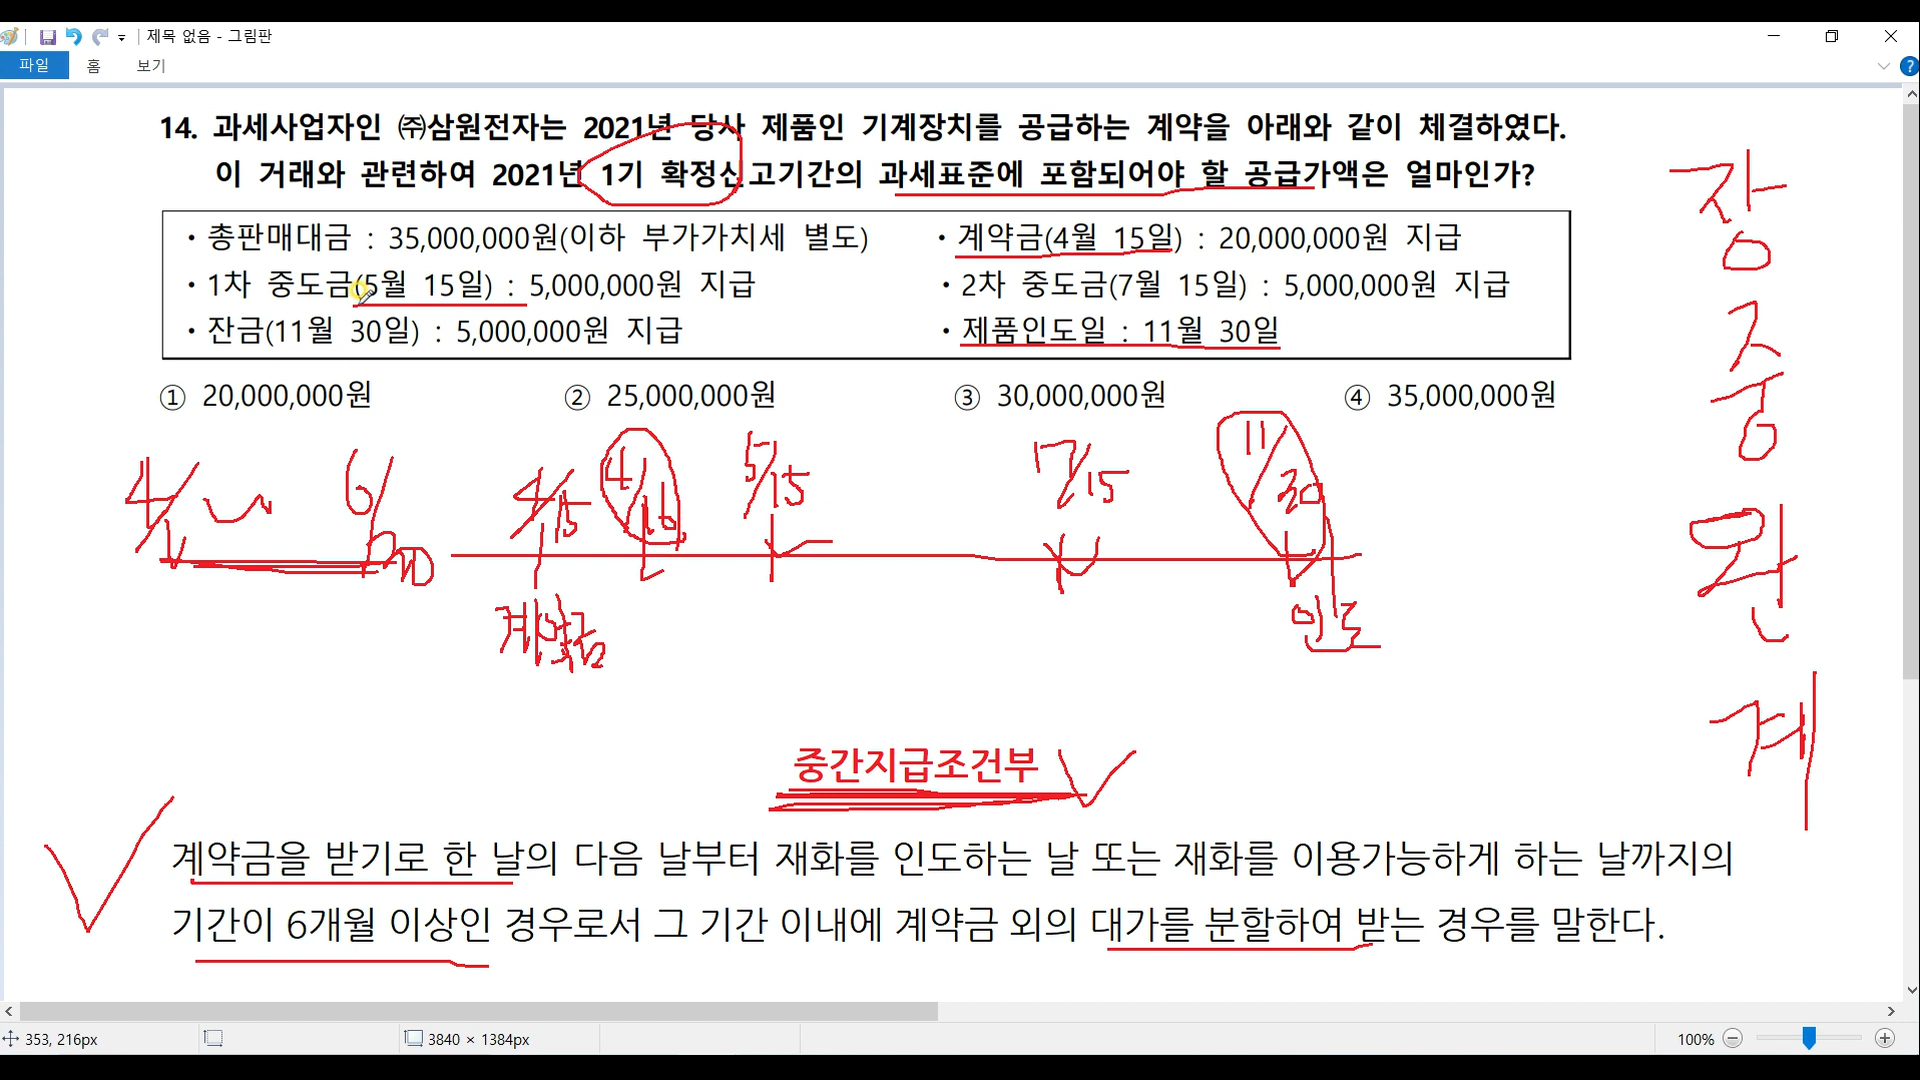 제목 없음 - 그림판
파일 홈 보기
14. 과세사업자인 ㈜삼원전자는 2021년 당사 제품인 기계장치를 공급하는 계약을 아래와 같이 체결하였다.
이 거래와 관련하여 2021년 1기 확정신고기간의 과세표준에 포함되어야 할 공급가액은 얼마인가?
・총판매대금 : 35,000,000원(이하 부가가치세 별도) ・계약금(4월 15일) : 20,000,000원 지급
・1차 중도금(5월 15일) : 5,000,000원 지급 ・2차 중도금(7월 15일) : 5,000,000원 지급
・잔금(11월 30일) : 5,000,000원 지급 ・제품인도일 : 11월 30일
① 20,000,000원 ② 25,000,000원 ③ 30,000,000원 ④ 35,000,000원
4/1 ~ 6/30 4/15 4/16 5/15 7/15 11/30
계약금 인도
장
중
완
계
중간지급조건부
계약금을 받기로 한 날의 다음 날부터 재화를 인도하는 날 또는 재화를 이용가능하게 하는 날까지의
기간이 6개월 이상인 경우로서 그 기간 이내에 계약금 외의 대가를 분할하여 받는 경우를 말한다.
353, 216px 3840 × 1384px 100%